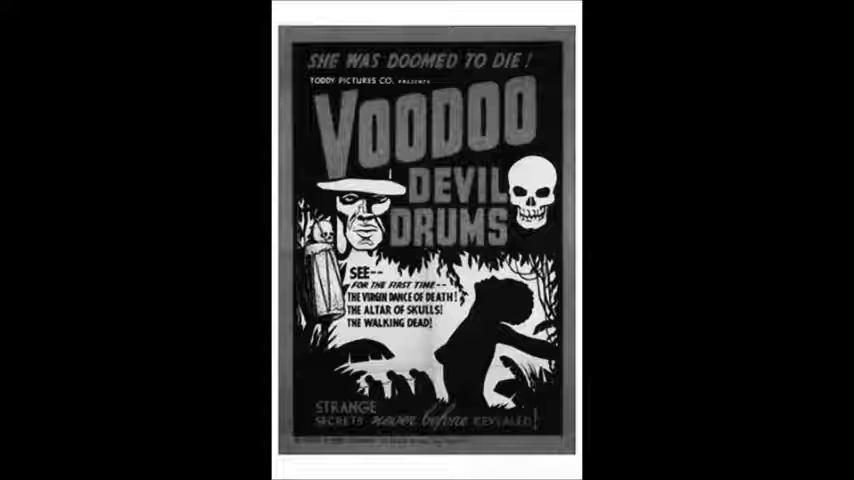 SHE WAS DOOMED TO DIE!
TODDY PICTURES CO. PRESENTS
VOODOO
DEVIL
DRUMS
SEE--
FOR THE FIRST TIME--
THE VIRGIN DANCE OF DEATH!
THE ALTAR OF SKULLS!
THE WALKING DEAD!
STRANGE
SECRETS never before REVEALED!